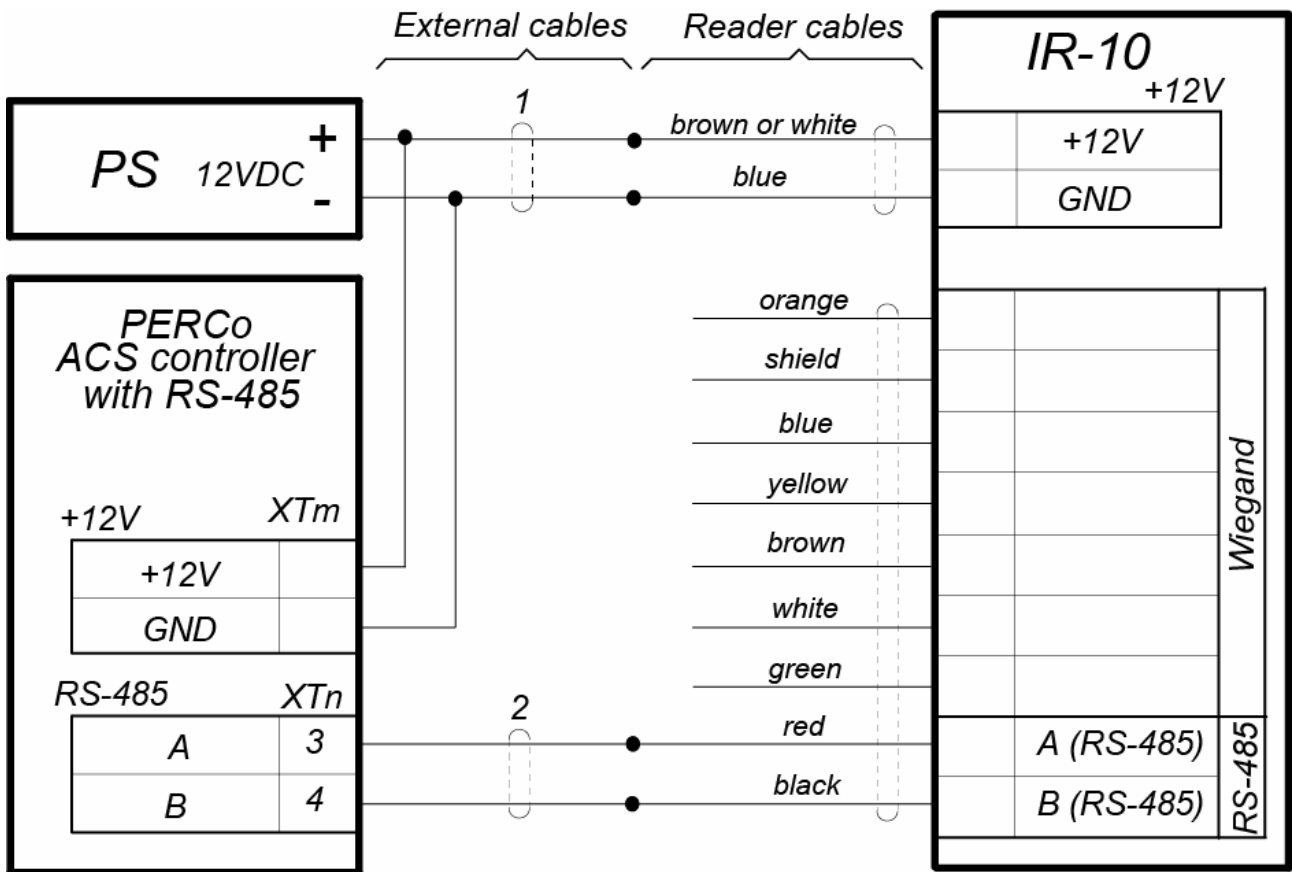 External cables
Reader cables
IR-10
+12V
PS 12VDC
+
-
1
brown or white
blue
+12V
GND
PERCo
ACS controller
with RS-485
+12V XTm
+12V
GND
RS-485 XTn
A 3
B 4
2
orange
shield
blue
yellow
brown
white
green
red
black
Wiegand
A (RS-485)
B (RS-485)
RS-485